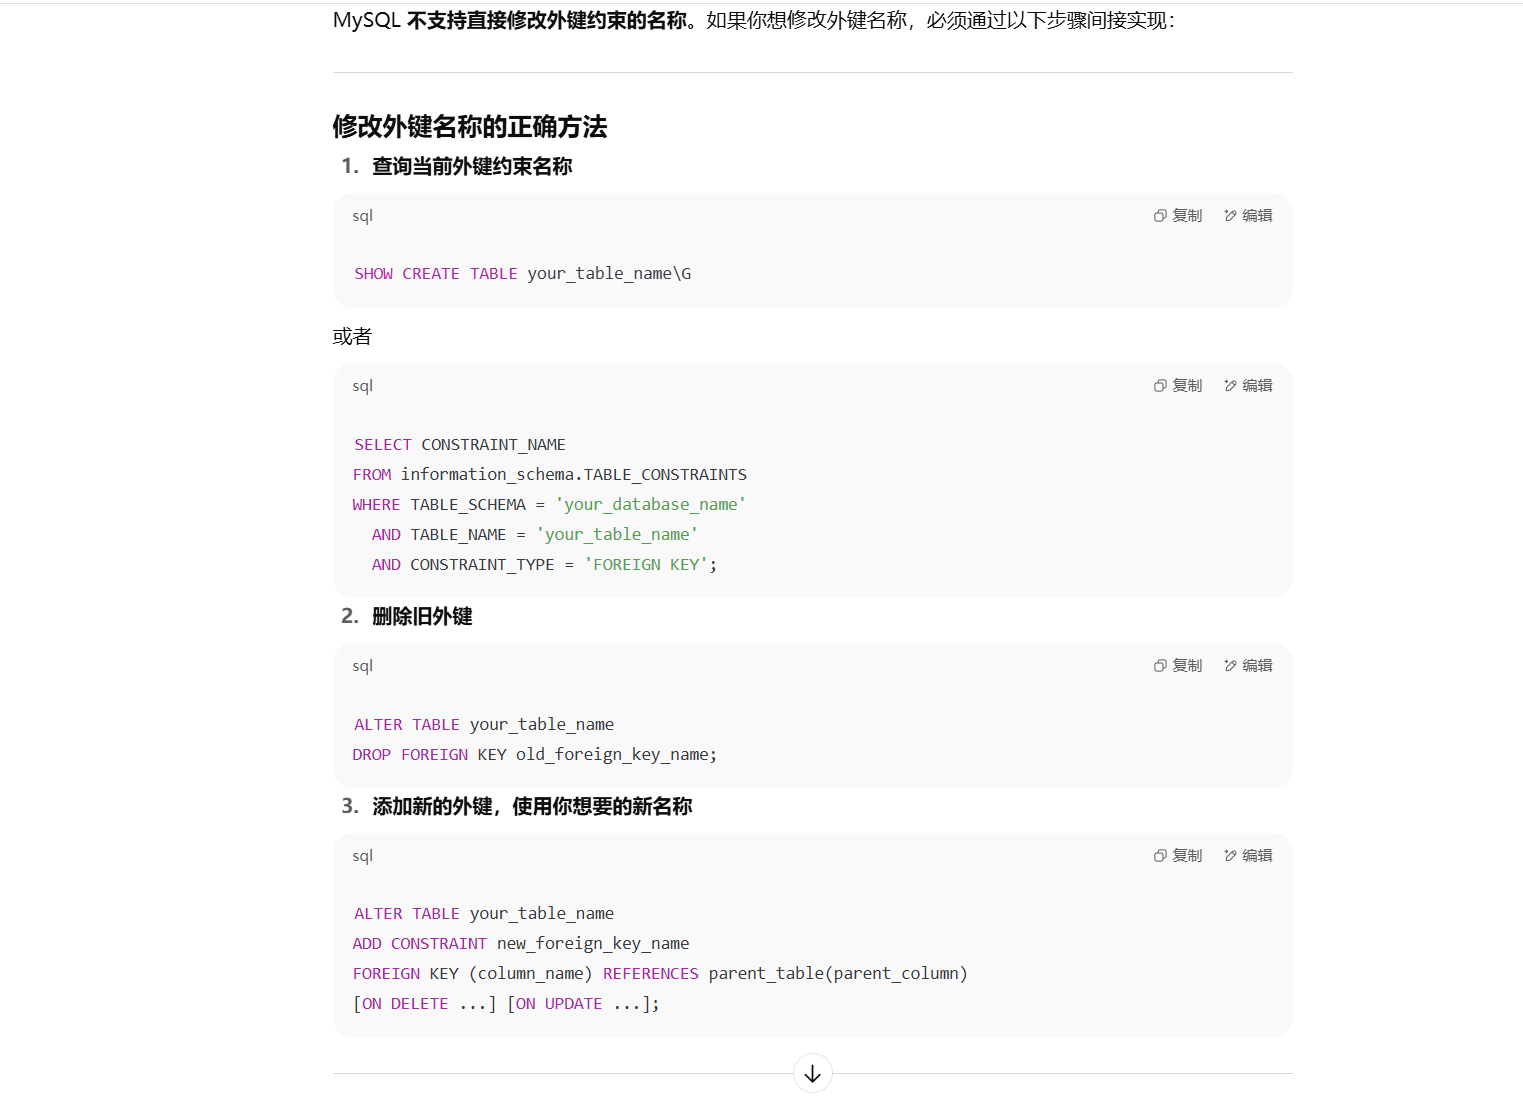 MySQL 不支持直接修改外键约束的名称。如果你想修改外键名称，必须通过以下步骤间接实现：
修改外键名称的正确方法
1. 查询当前外键约束名称
sql 复制 编辑
SHOW CREATE TABLE your_table_name\G
或者
sql 复制 编辑
SELECT CONSTRAINT_NAME
FROM information_schema.TABLE_CONSTRAINTS
WHERE TABLE_SCHEMA = 'your_database_name'
  AND TABLE_NAME = 'your_table_name'
  AND CONSTRAINT_TYPE = 'FOREIGN KEY';
2. 删除旧外键
sql 复制 编辑
ALTER TABLE your_table_name
DROP FOREIGN KEY old_foreign_key_name;
3. 添加新的外键，使用你想要的新名称
sql 复制 编辑
ALTER TABLE your_table_name
ADD CONSTRAINT new_foreign_key_name
FOREIGN KEY (column_name) REFERENCES parent_table(parent_column)
[ON DELETE ...] [ON UPDATE ...];